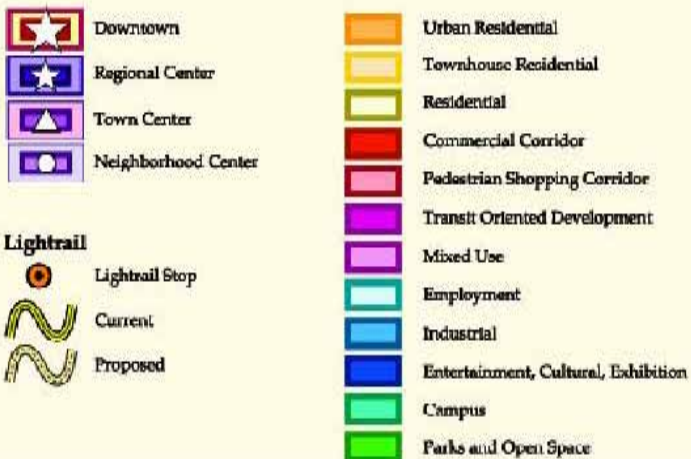 Downtown
Regional Center
Town Center
Neighborhood Center
Lightrail
Lightrail Stop
Current
Proposed
Urban Residential
Townhouse Residential
Residential
Commercial Corridor
Pedestrian Shopping Corridor
Transit Oriented Development
Mixed Use
Employment
Industrial
Entertainment, Cultural, Exhibition
Campus
Parks and Open Space